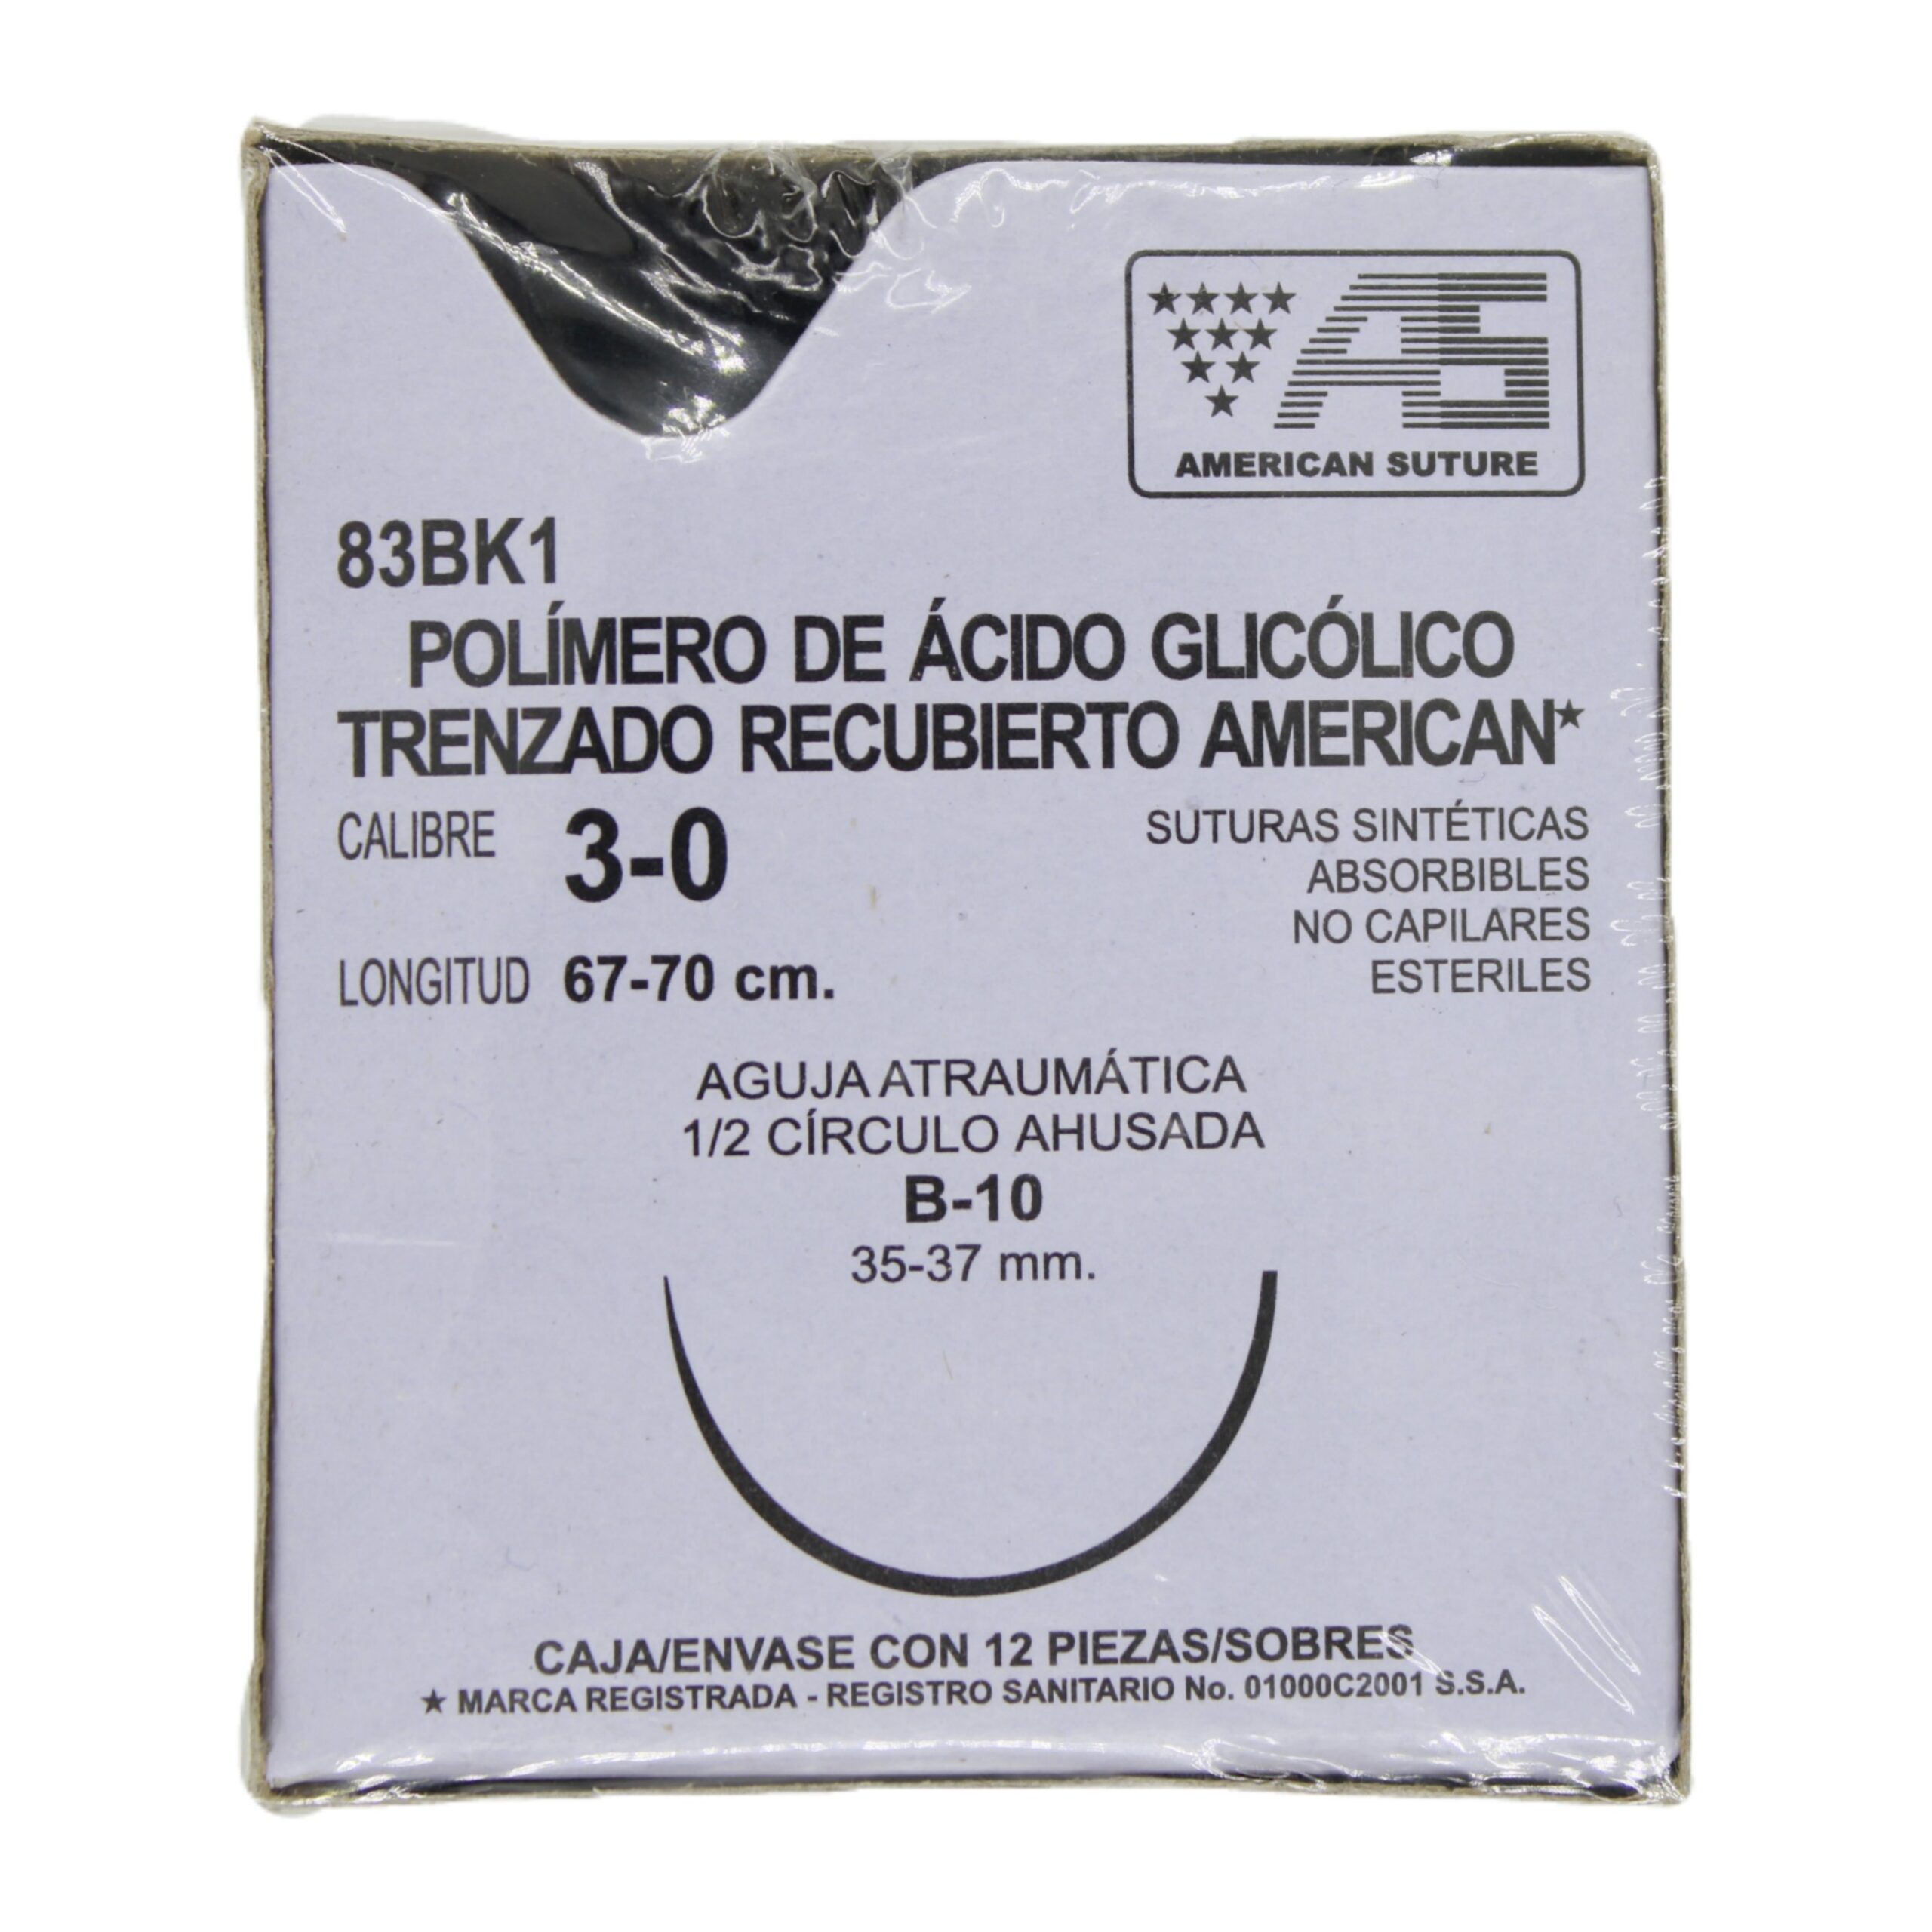 AS
AMERICAN SUTURE
83BK1
POLÍMERO DE ÁCIDO GLICÓLICO
TRENZADO RECUBIERTO AMERICAN★
CALIBRE 3-0
SUTURAS SINTÉTICAS
ABSORBIBLES
NO CAPILARES
ESTERILES
LONGITUD 67-70 cm.
AGUJA ATRAUMÁTICA
1/2 CÍRCULO AHUSADA
B-10
35-37 mm.
CAJA/ENVASE CON 12 PIEZAS/SOBRES
★ MARCA REGISTRADA - REGISTRO SANITARIO No. 01000C2001 S.S.A.